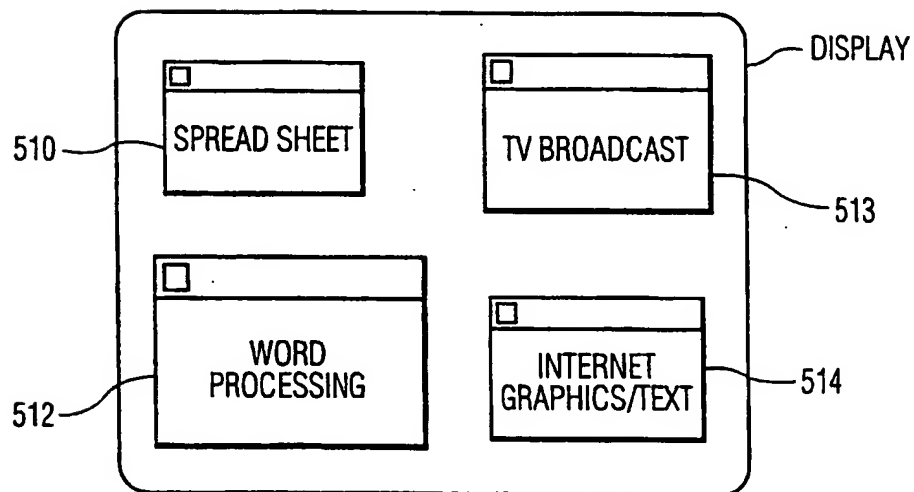 DISPLAY
510
SPREAD SHEET
TV BROADCAST
513
512
WORD
PROCESSING
INTERNET
GRAPHICS/TEXT
514